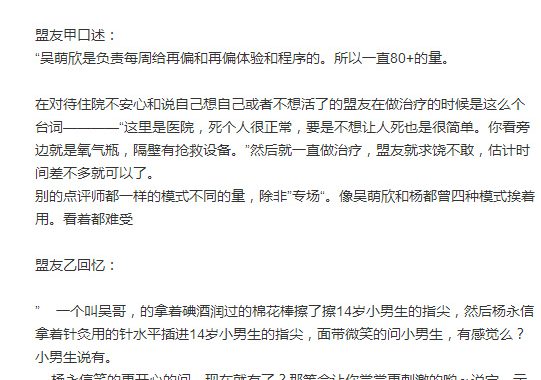 盟友甲口述：
“吴萌欣是负责每周给再偏和再偏体验和程序的。所以一直80+的量。
在对待住院不安心和说自己想自己或者不想活了的盟友在做治疗的时候是这么个
台词————“这里是医院，死个人很正常，要是不想让人死也是很简单。你看旁
边就是氧气瓶，隔壁有抢救设备。”然后就一直做治疗，盟友就求饶不敢，估计时
间差不多就可以了。
别的点评师都一样的模式不同的量，除非”专场“。像吴萌欣和杨都曾四种模式挨着
用。看着都难受
盟友乙回忆：
”　一个叫吴哥，的拿着碘酒润过的棉花棒擦了擦14岁小男生的指尖，然后杨永信
拿着针灸用的针水平插进14岁小男生的指尖，面带微笑的问小男生，有感觉么？
小男生说有。